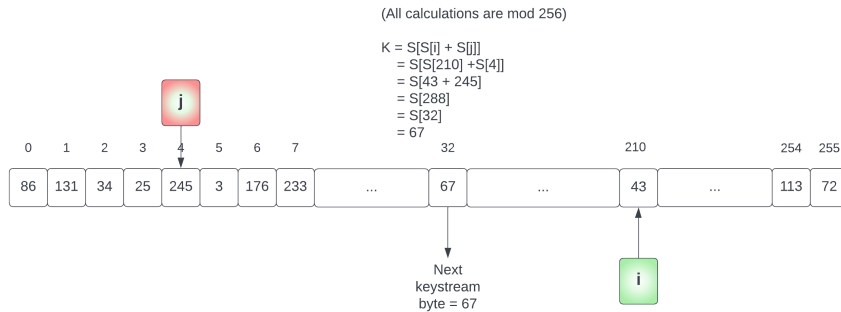 (All calculations are mod 256)
K = S[S[i] + S[j]]
= S[S[210] +S[4]]
= S[43 + 245]
= S[288]
= S[32]
= 67
j
0 1 2 3 4 5 6 7 32 210 254 255
86 131 34 25 245 3 176 233 ... 67 ... 43 ... 113 72
Next
keystream
byte = 67
i